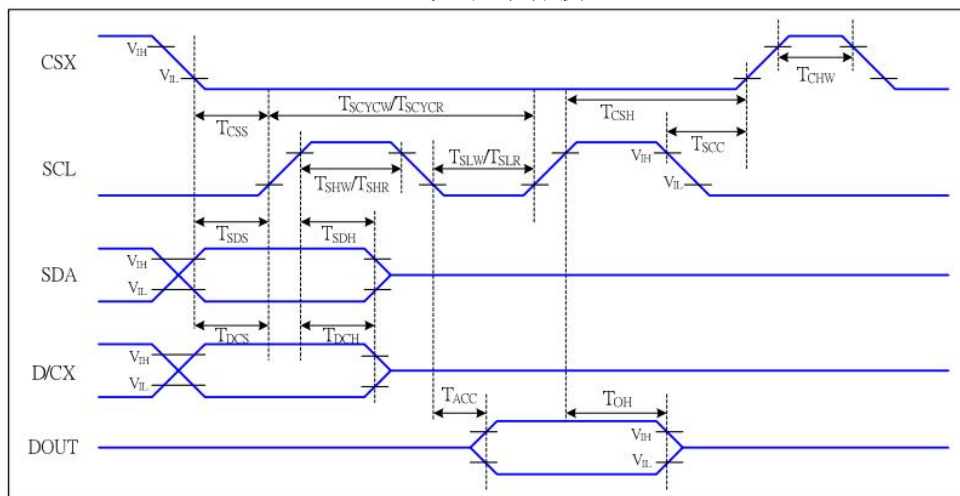 CSX
VIH
VIL
TCHW
TCSS
TSCYCW/TSCYCR
TCSH
TSCC
SCL
TSHW/TSHR
TSLW/TSLR
VIH
VIL
TSDS
TSDH
SDA
VIH
VIL
TDCS
TDCH
D/CX
VIH
VIL
TACC
TOH
DOUT
VIH
VIL